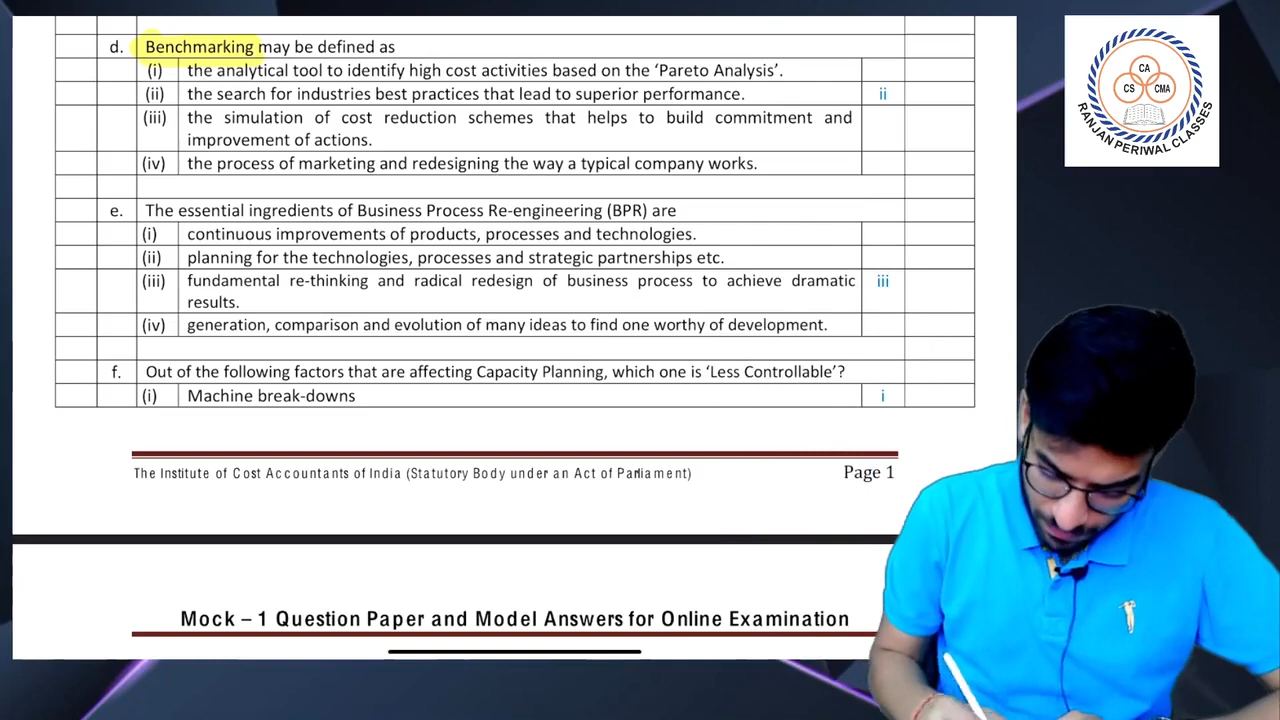 d. Benchmarking may be defined as
(i) the analytical tool to identify high cost activities based on the ‘Pareto Analysis’.
(ii) the search for industries best practices that lead to superior performance. ii
(iii) the simulation of cost reduction schemes that helps to build commitment and
improvement of actions.
(iv) the process of marketing and redesigning the way a typical company works.
e. The essential ingredients of Business Process Re-engineering (BPR) are
(i) continuous improvements of products, processes and technologies.
(ii) planning for the technologies, processes and strategic partnerships etc.
(iii) fundamental re-thinking and radical redesign of business process to achieve dramatic iii
results.
(iv) generation, comparison and evolution of many ideas to find one worthy of development.
f. Out of the following factors that are affecting Capacity Planning, which one is ‘Less Controllable’?
(i) Machine break-downs i
The Institute of Cost Accountants of India (Statutory Body under an Act of Parliament) Page 1
Mock – 1 Question Paper and Model Answers for Online Examination
CA
CS CMA
RANJAN PERIWAL CLASSES